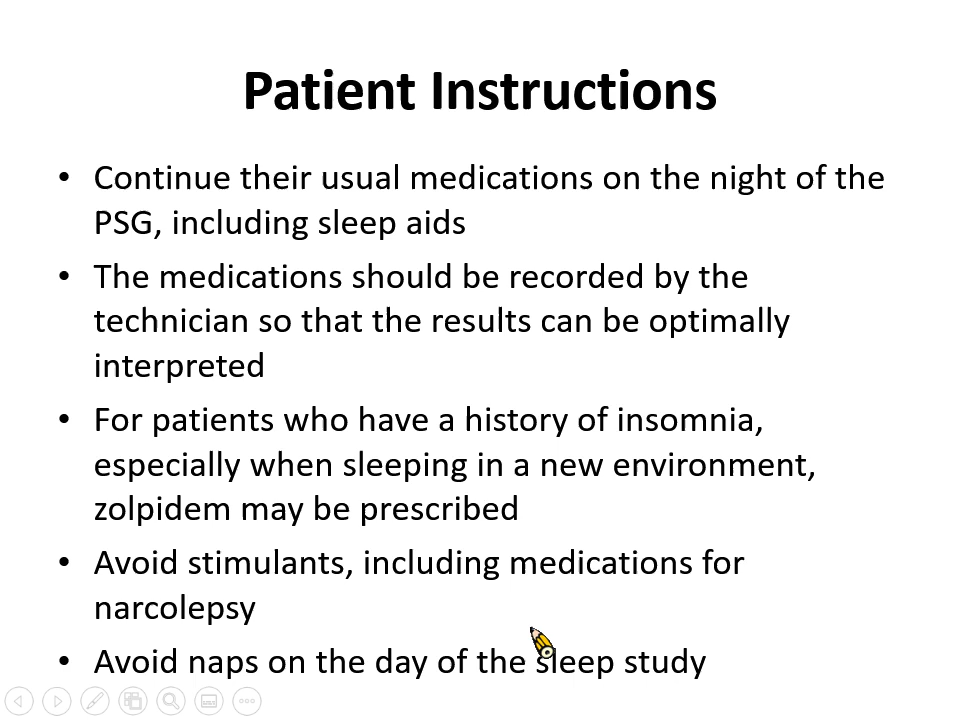 Patient Instructions
• Continue their usual medications on the night of the
PSG, including sleep aids
• The medications should be recorded by the
technician so that the results can be optimally
interpreted
• For patients who have a history of insomnia,
especially when sleeping in a new environment,
zolpidem may be prescribed
• Avoid stimulants, including medications for
narcolepsy
• Avoid naps on the day of the sleep study